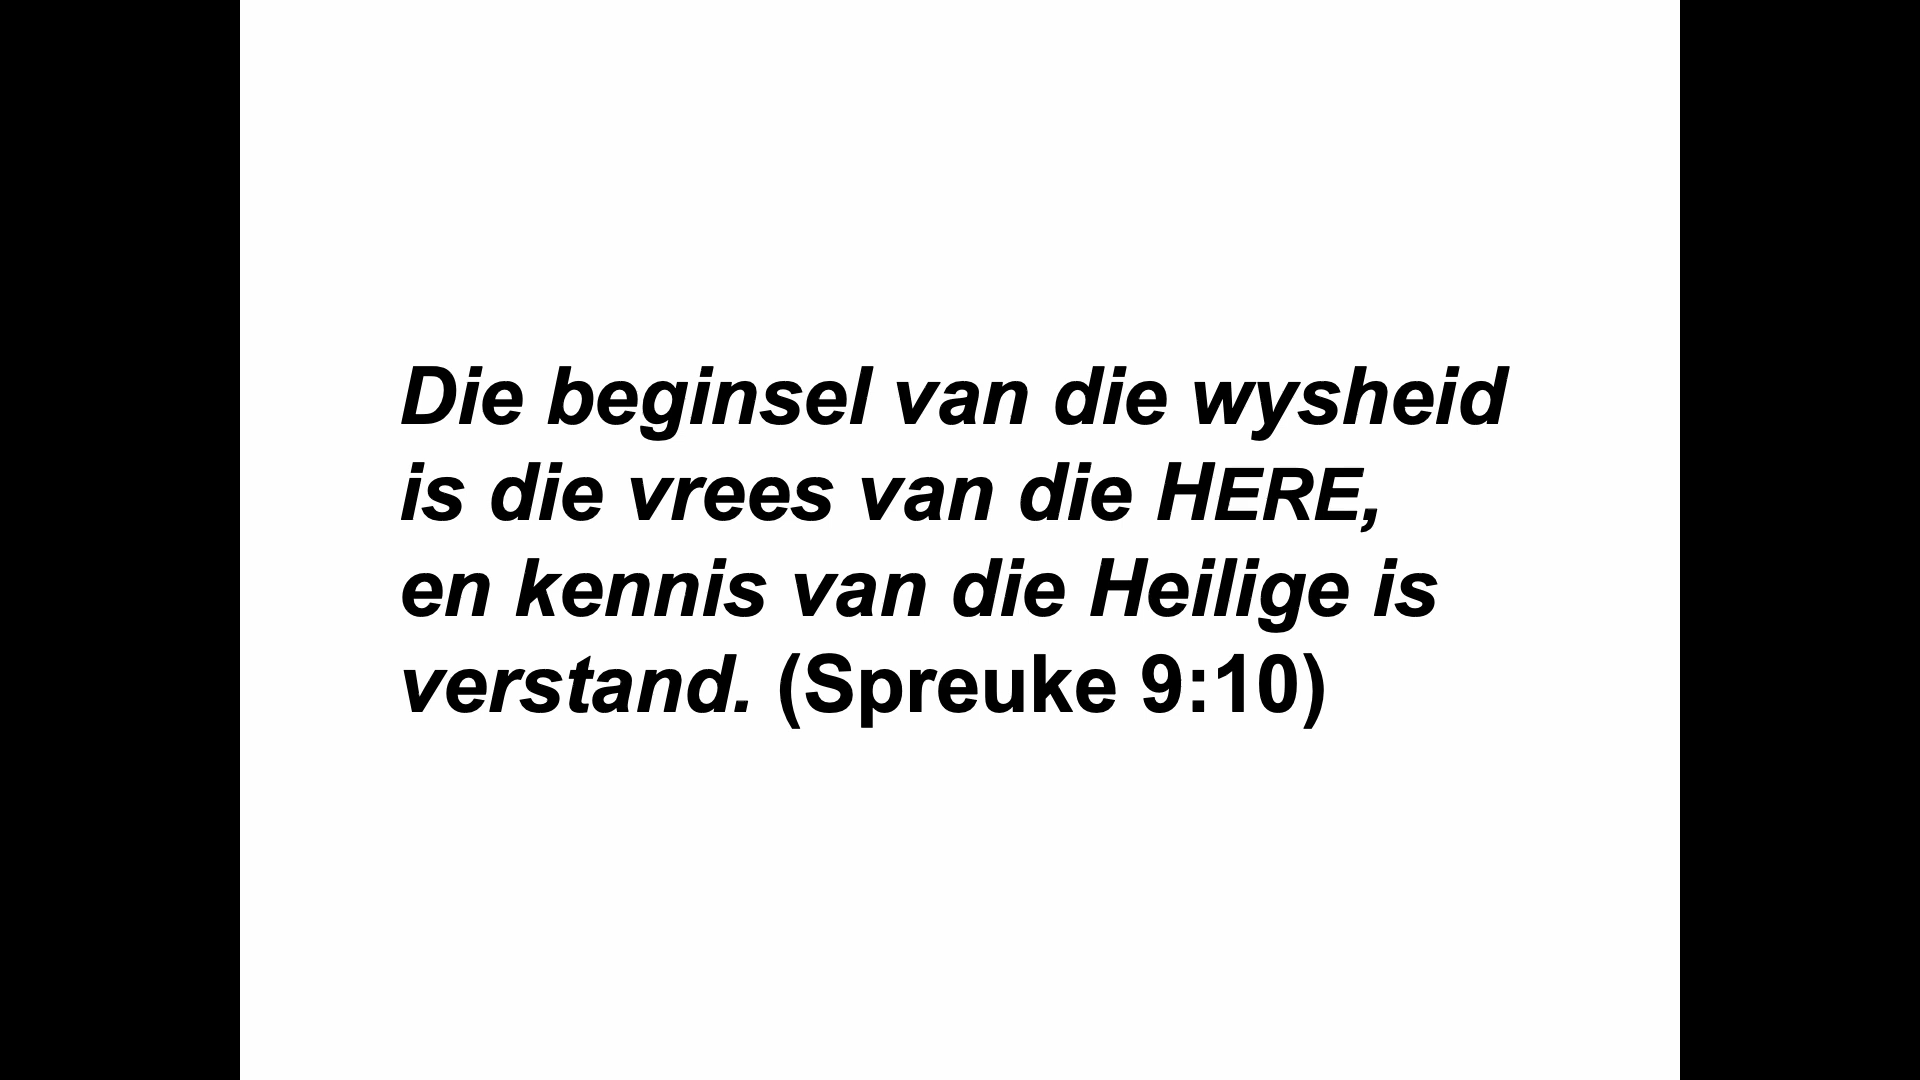 Die beginsel van die wysheid
is die vrees van die HERE,
en kennis van die Heilige is
verstand. (Spreuke 9:10)